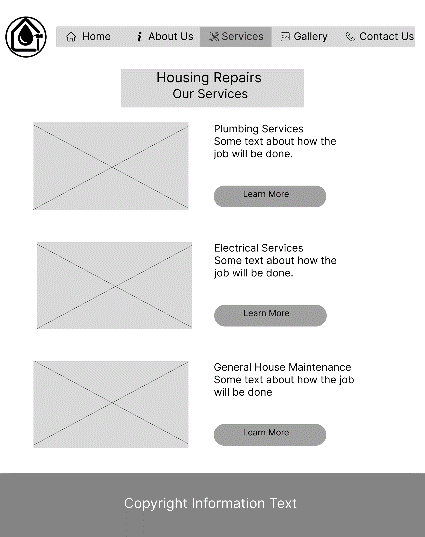 Home
About Us
Services
Gallery
Contact Us
Housing Repairs
Our Services
Plumbing Services
Some text about how the
job will be done.
Learn More
Electrical Services
Some text about how the
job will be done.
Learn More
General House Maintenance
Some text about how the job
will be done
Learn More
Copyright Information Text